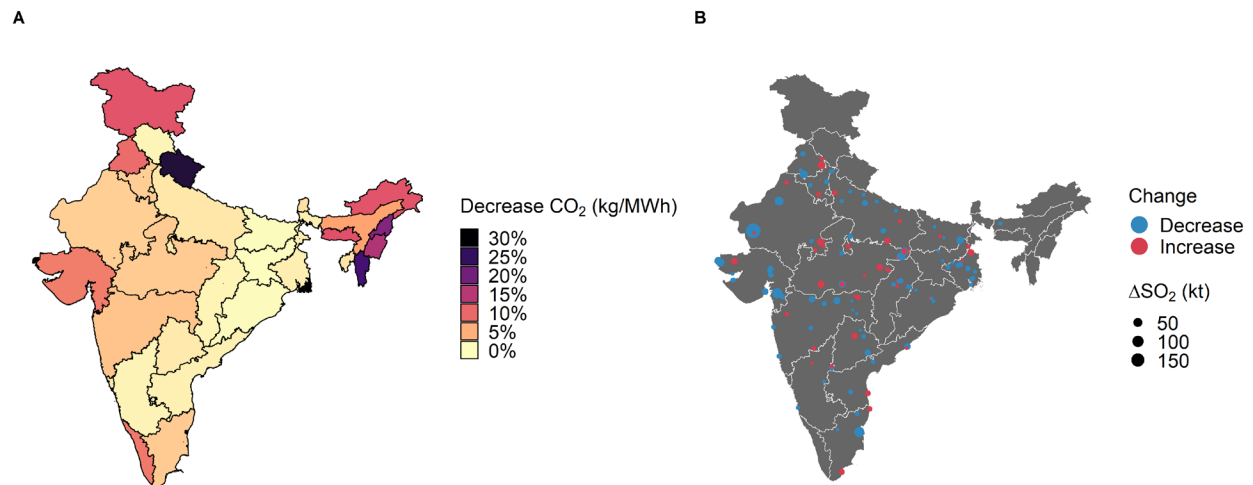 A
B
Decrease CO₂ (kg/MWh)
30%
25%
20%
15%
10%
5%
0%
Change
Decrease
Increase
ΔSO₂ (kt)
50
100
150